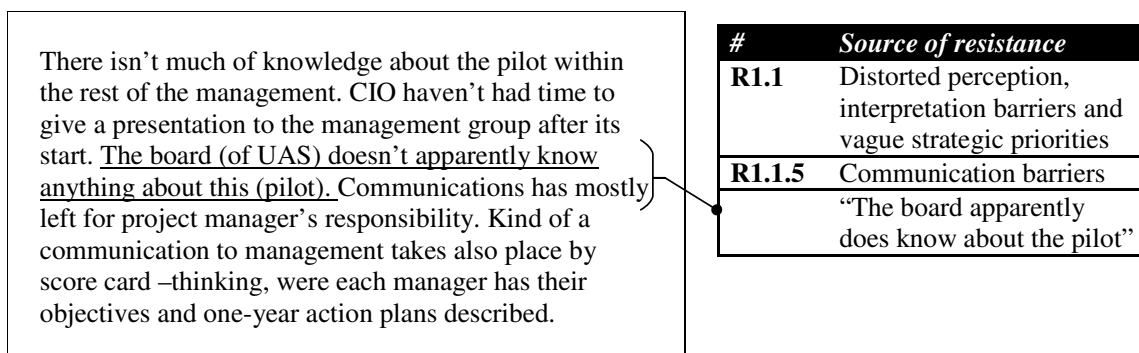 There isn’t much of knowledge about the pilot within
the rest of the management. CIO haven’t had time to
give a presentation to the management group after its
start. The board (of UAS) doesn’t apparently know
anything about this (pilot). Communications has mostly
left for project manager’s responsibility. Kind of a
communication to management takes also place by
score card –thinking, were each manager has their
objectives and one-year action plans described.
# Source of resistance
R1.1 Distorted perception,
interpretation barriers and
vague strategic priorities
R1.1.5 Communication barriers
“The board apparently
does know about the pilot”